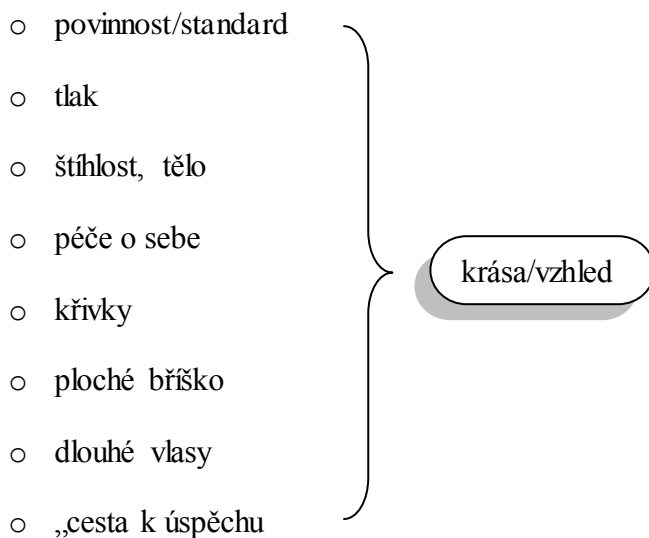 povinnost/standard
tlak
štíhlost, tělo
péče o sebe
křivky
ploché bříško
dlouhé vlasy
„cesta k úspěchu
krása/vzhled